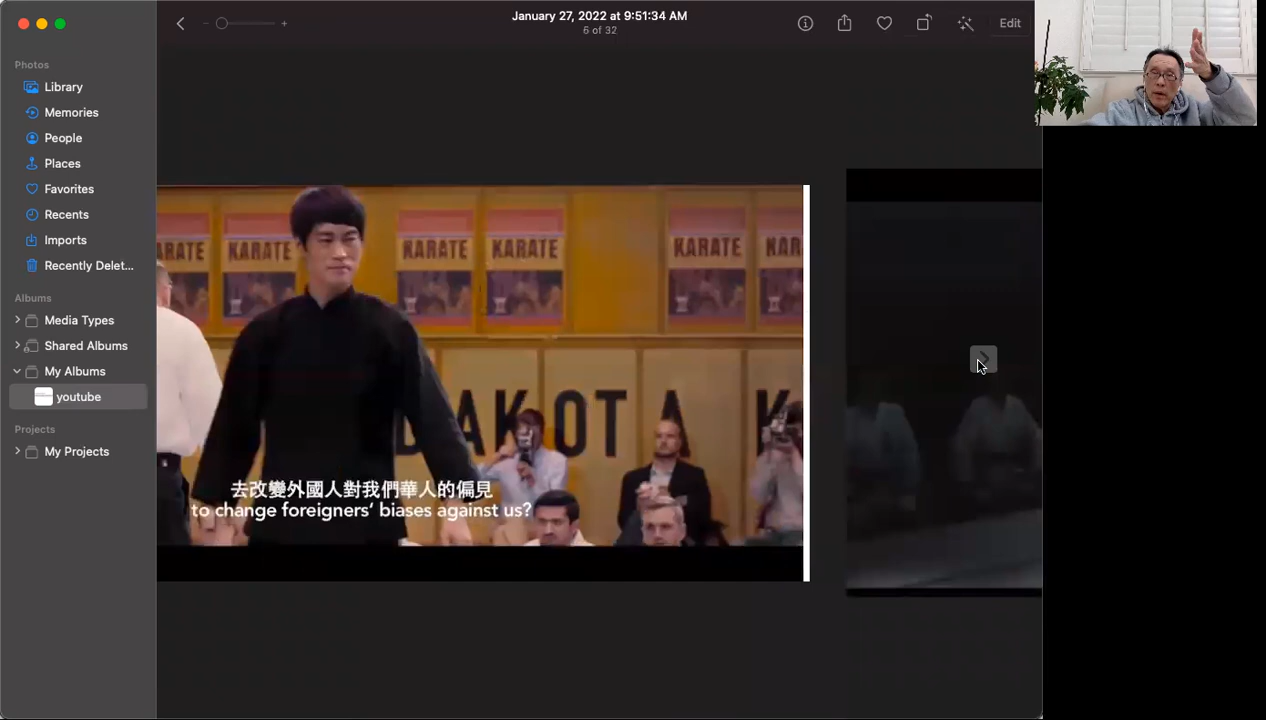 January 27, 2022 at 9:51:34 AM
6 of 32
Edit
Photos
Library
Memories
People
Places
Favorites
Recents
Imports
Recently Delet...
Albums
Media Types
Shared Albums
My Albums
youtube
Projects
My Projects
KARATE
KARATE
KARATE
KARATE
去改變外國人對我們華人的偏見
to change foreigners' biases against us?